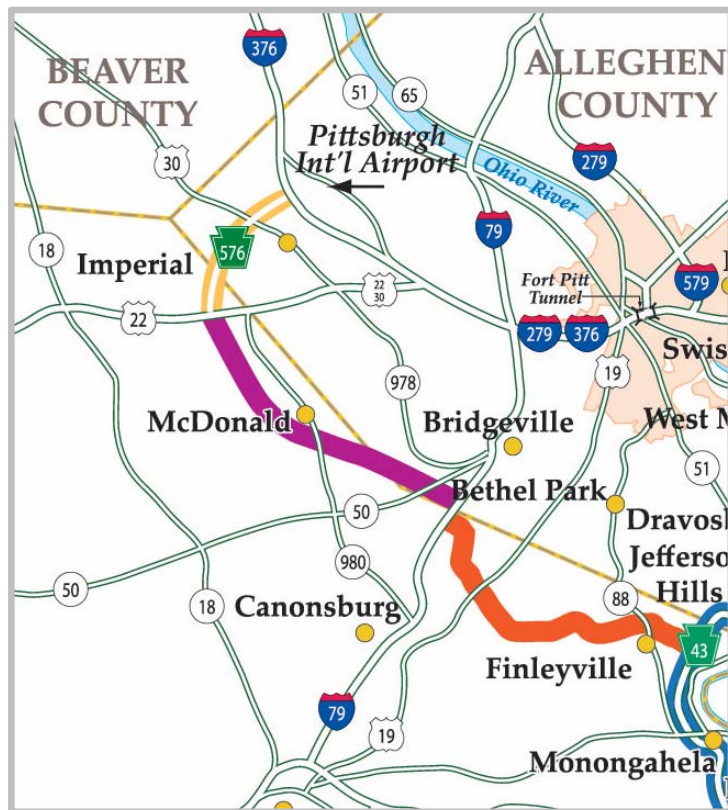 376
BEAVER
COUNTY
51
65
ALLEGHEN
COUNTY
Pittsburgh
Int'l Airport
30
279
Ohio River
18
79
576
Imperial
22
30
Fort Pitt
Tunnel
579
22
279
376
Swis
19
978
McDonald
Bridgeville
West M
51
Bethel Park
50
Dravosb
Jefferso
Hills
980
50
18
88
Canonsburg
43
Finleyville
79
19
Monongahela